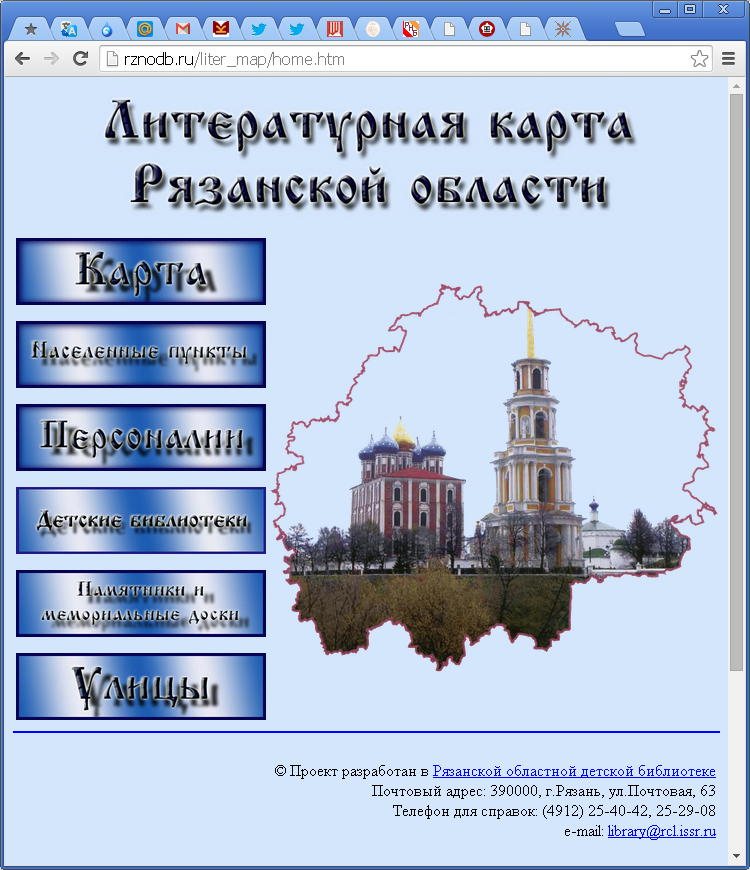 rznodb.ru/liter_map/home.htm
Литературная карта
Рязанской области
Карта
Населенные пункты
Персоналии
Детские библиотеки
Памятники и
мемориальные доски
Улицы
© Проект разработан в Рязанской областной детской библиотеке
Почтовый адрес: 390000, г.Рязань, ул.Почтовая, 63
Телефон для справок: (4912) 25-40-42, 25-29-08
e-mail: library@rcl.issr.ru